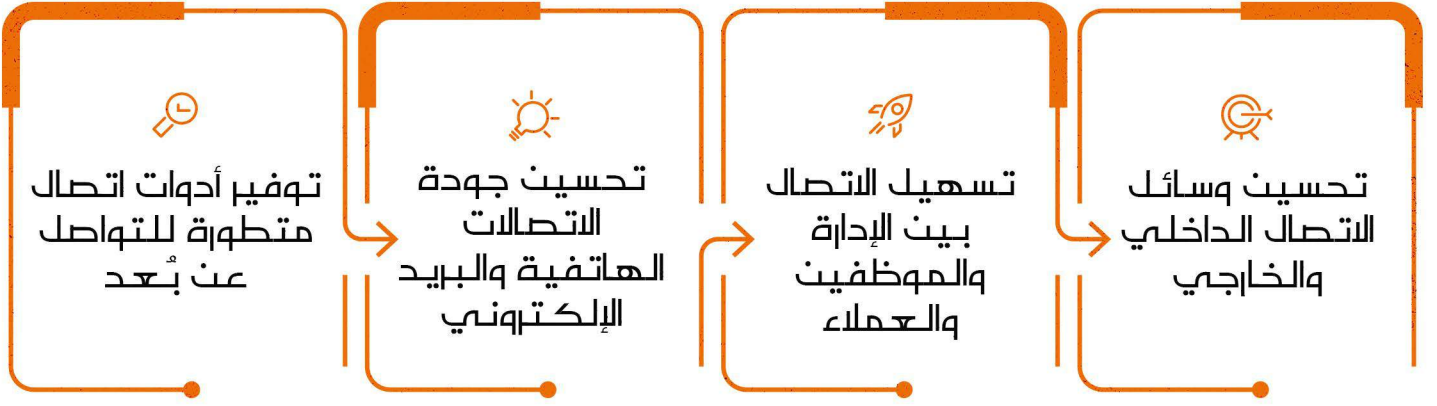 تحسين وسائل
الاتصال الداخلي
والخارجي
تسهيل الاتصال
بين الإدارة
والموظفين
والعملاء
تحسين جودة
الاتصالات
الهاتفية والبريد
الإلكتروني
توفير أدوات اتصال
متطورة للتواصل
عن بُعد